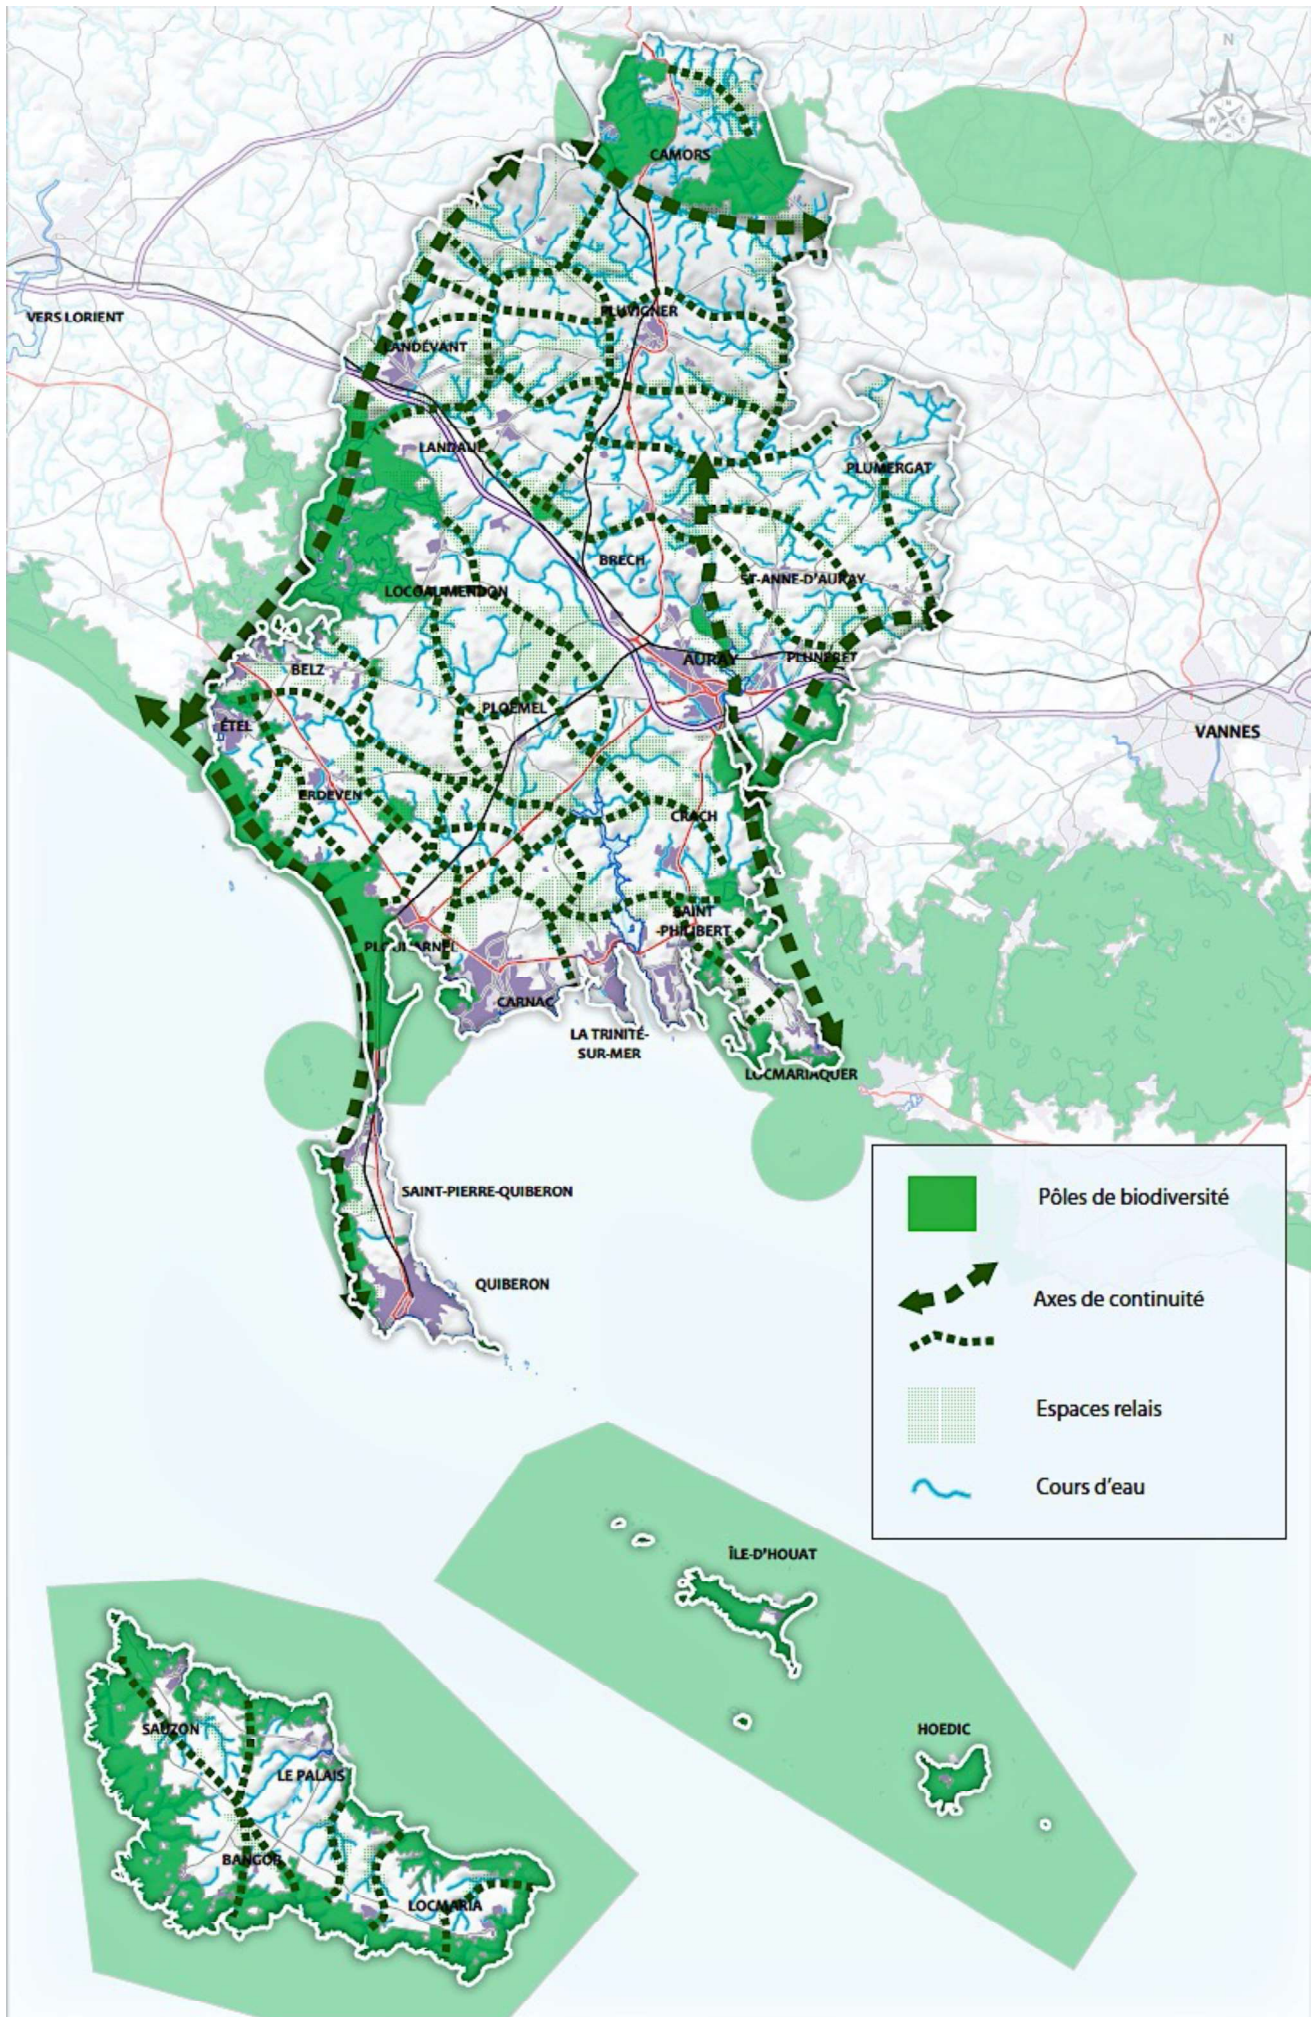 N
N
W E
CAMORS
VERS LORIENT
PLUVIGNER
LANDÉVANT
LANDAUL
PLUMERGAT
BRECH
ST-ANNE-D'AURAY
LOCOAL-MENDON
AURAY
PLUNERET
BELZ
PLOEMEL
ÉTEL
VANNES
ERDEVEN
CRACH
SAINT
-PHILIBERT
PLOUHARNEL
CARNAC
LA TRINITÉ-
SUR-MER
LOCMARIAQUER
SAINT-PIERRE-QUIBERON
QUIBERON
Pôles de biodiversité
Axes de continuité
Espaces relais
Cours d'eau
ÎLE-D'HOUAT
HOEDIC
SAUZON
LE PALAIS
BANGOR
LOCMARIA